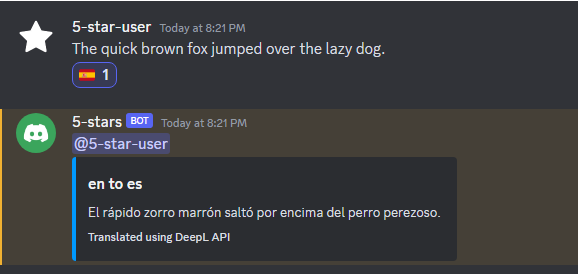 5-star-user Today at 8:21 PM
The quick brown fox jumped over the lazy dog.
1
5-stars BOT Today at 8:21 PM
@5-star-user
en to es
El rápido zorro marrón saltó por encima del perro perezoso.
Translated using DeepL API